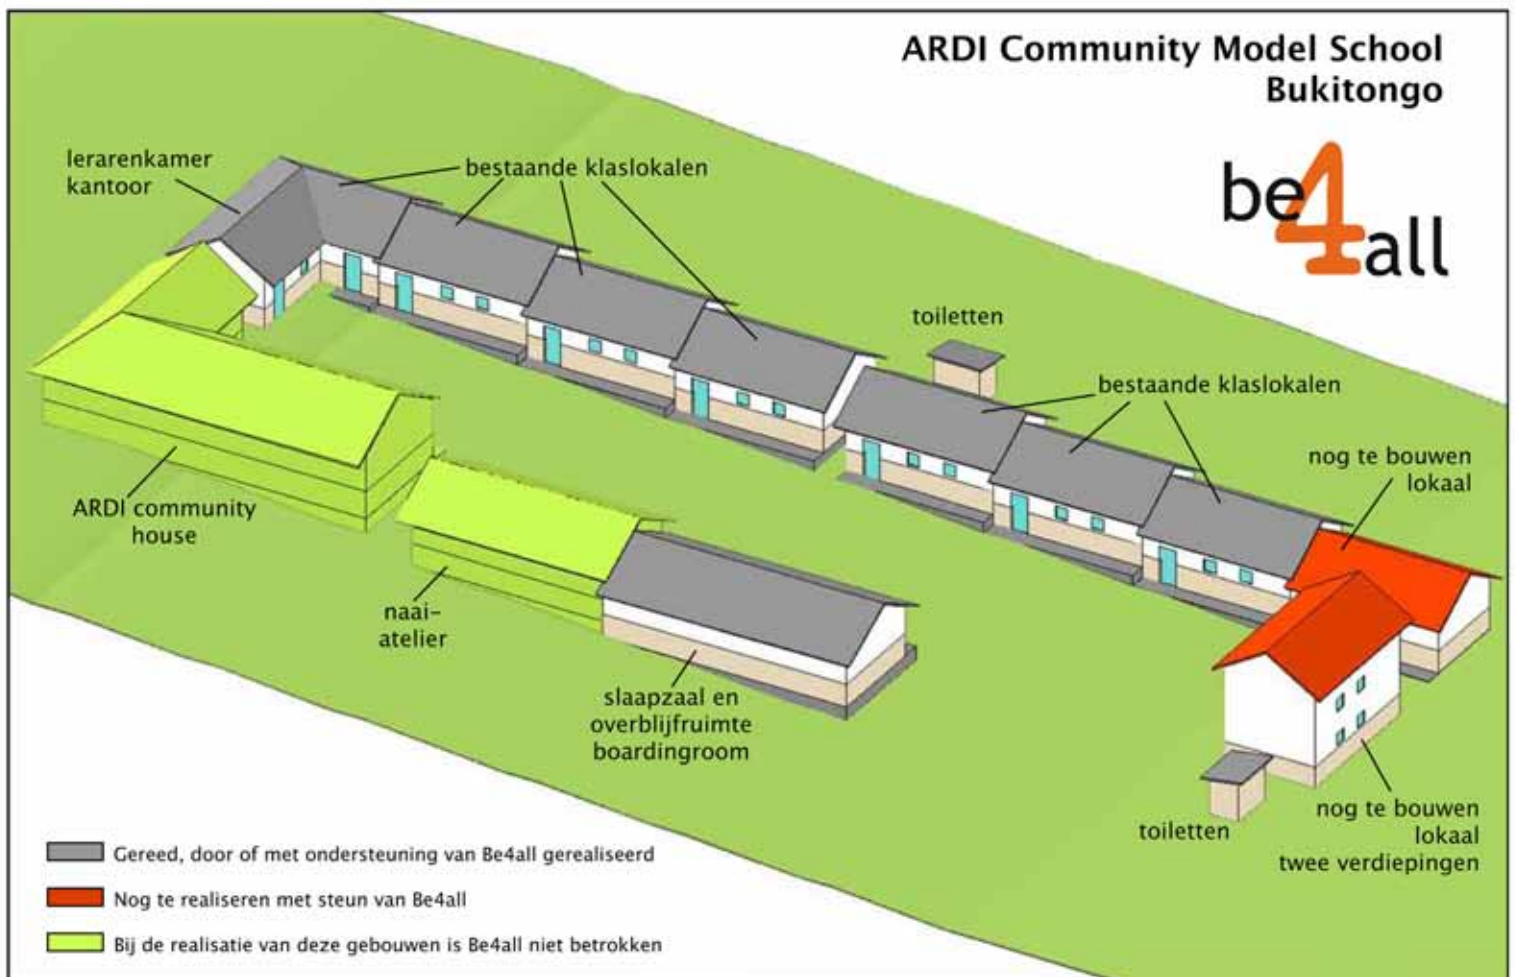 ARDI Community Model School
Bukitongo
be4all
lerarenkamer
kantoor
bestaande klaslokalen
toiletten
bestaande klaslokalen
nog te bouwen
lokaal
ARDI community
house
naai-
atelier
slaapzaal en
overblijfruimte
boardingroom
toiletten
nog te bouwen
lokaal
twee verdiepingen
Gereed, door of met ondersteuning van Be4all gerealiseerd
Nog te realiseren met steun van Be4all
Bij de realisatie van deze gebouwen is Be4all niet betrokken